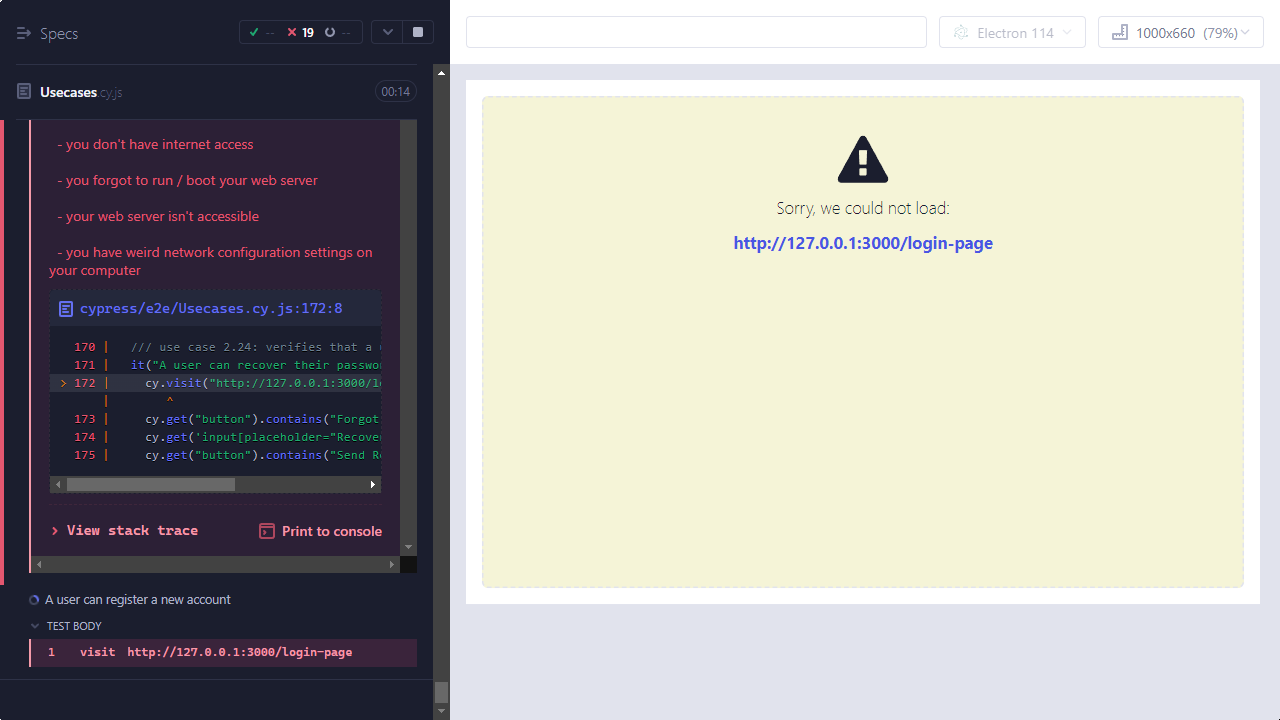 Specs
-- 19 --
Usecases.cy.js 00:14
- you don't have internet access
- you forgot to run / boot your web server
- your web server isn't accessible
- you have weird network configuration settings on
your computer
cypress/e2e/Usecases.cy.js:172:8
170 | /// use case 2.24: verifies that a
171 | it("A user can recover their passwor
> 172 | cy.visit("http://127.0.0.1:3000/l
| ^
173 | cy.get("button").contains("Forgot
174 | cy.get('input[placeholder="Recove
175 | cy.get("button").contains("Send R
> View stack trace Print to console
A user can register a new account
TEST BODY
1 visit http://127.0.0.1:3000/login-page
Electron 114
1000x660 (79%)
Sorry, we could not load:
http://127.0.0.1:3000/login-page